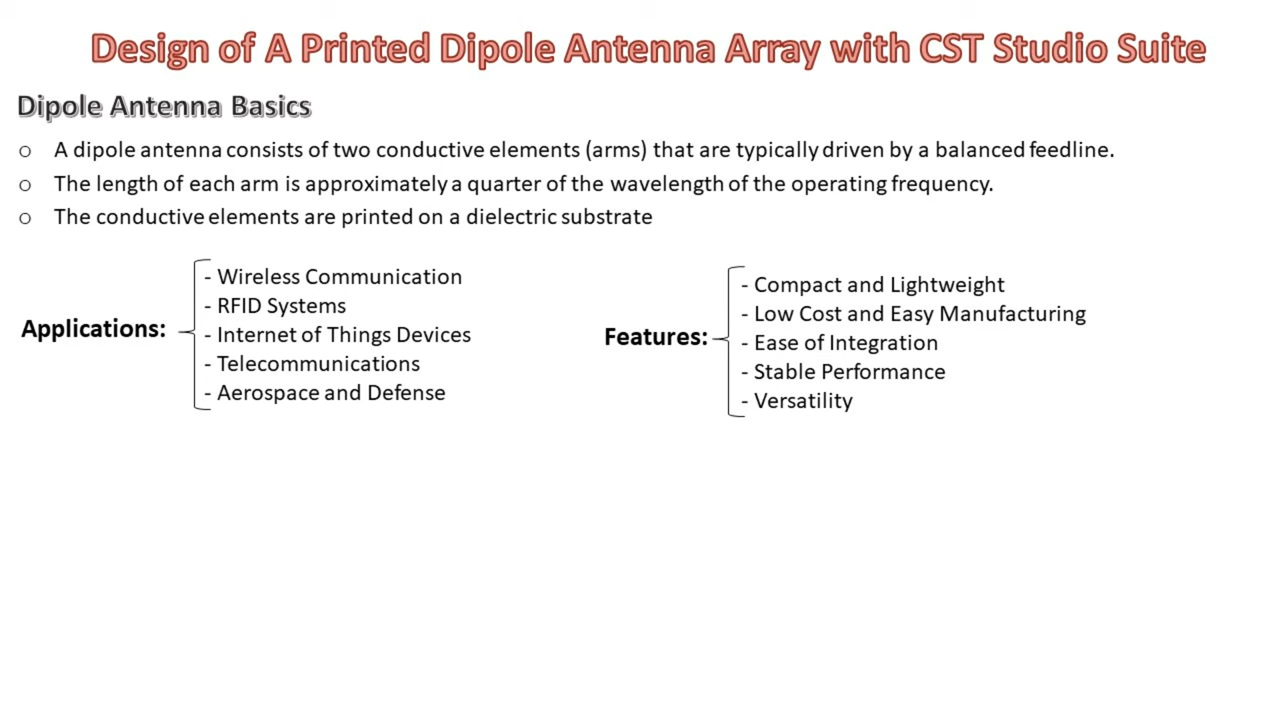 Design of A Printed Dipole Antenna Array with CST Studio Suite
Dipole Antenna Basics
o A dipole antenna consists of two conductive elements (arms) that are typically driven by a balanced feedline.
o The length of each arm is approximately a quarter of the wavelength of the operating frequency.
o The conductive elements are printed on a dielectric substrate
Applications:
- Wireless Communication
- RFID Systems
- Internet of Things Devices
- Telecommunications
- Aerospace and Defense
Features:
- Compact and Lightweight
- Low Cost and Easy Manufacturing
- Ease of Integration
- Stable Performance
- Versatility